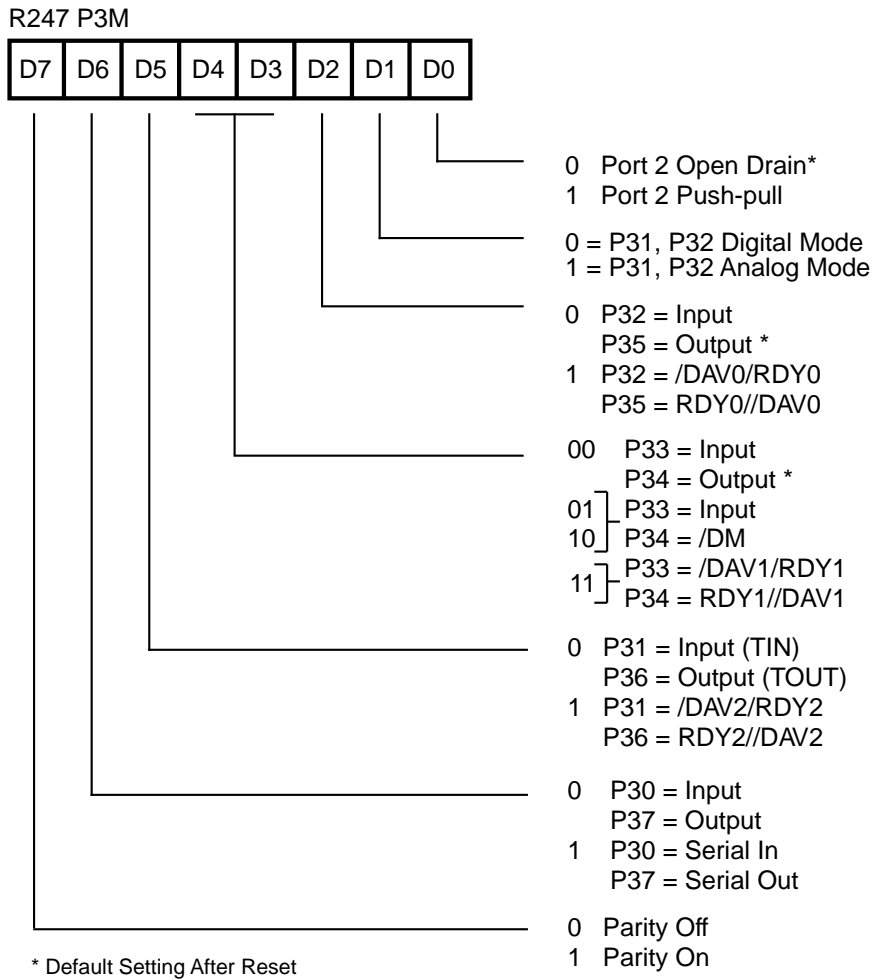 R247 P3M
D7 D6 D5 D4 D3 D2 D1 D0
0 Port 2 Open Drain*
1 Port 2 Push-pull
0 = P31, P32 Digital Mode
1 = P31, P32 Analog Mode
0 P32 = Input
P35 = Output *
1 P32 = /DAV0/RDY0
P35 = RDY0//DAV0
00 P33 = Input
P34 = Output *
01 P33 = Input
10 P34 = /DM
11 P33 = /DAV1/RDY1
P34 = RDY1//DAV1
0 P31 = Input (TIN)
P36 = Output (TOUT)
1 P31 = /DAV2/RDY2
P36 = RDY2//DAV2
0 P30 = Input
P37 = Output
1 P30 = Serial In
P37 = Serial Out
0 Parity Off
1 Parity On
* Default Setting After Reset